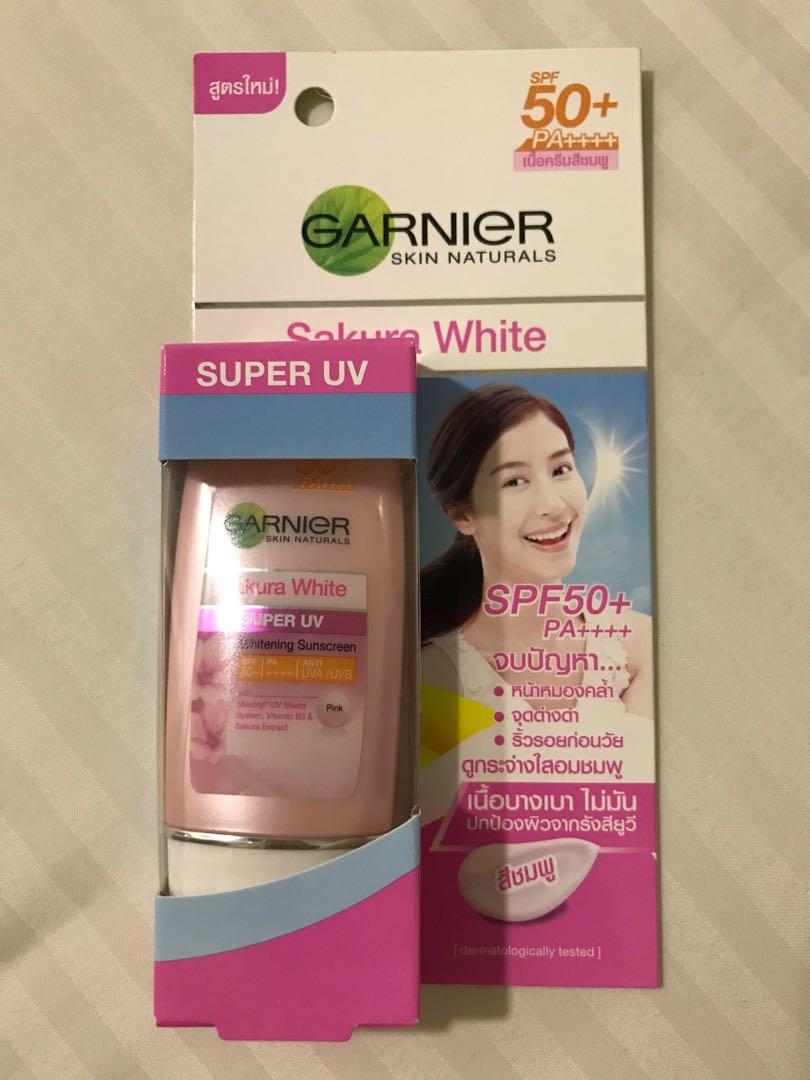 สูตรใหม่!
SPF
50+
PA++++
เนื้อครีมสีชมพู
GARNIER
SKIN NATURALS
Sakura White
SUPER UV
50+
PA++++
GARNIER
SKIN NATURALS
kura White
SUPER UV
Whitening Sunscreen
SPF 50+ PA ++++ ANTI UVA/UVB
with
Mexoryl® UV Shield
System, Vitamin B3 &
Sakura Extract
Pink
SPF50+
PA++++
จบปัญหา...
• หน้าหมองคล้ำ
• จุดด่างดำ
• ริ้วรอยก่อนวัย
ดูกระจ่างใสอมชมพู
เนื้อบางเบา ไม่มัน
ปกป้องผิวจากรังสียูวี
สีชมพู
[ dermatologically tested ]